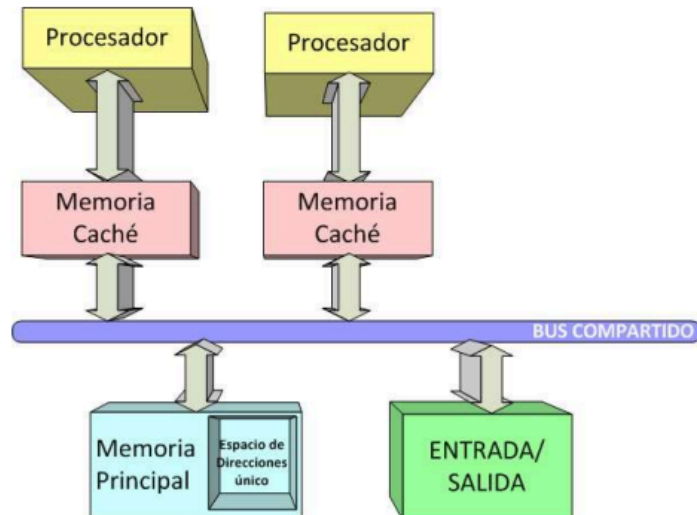 Procesador
Procesador
Memoria
Caché
Memoria
Caché
BUS COMPARTIDO
Memoria
Principal
Espacio de
Direcciones
único
ENTRADA/
SALIDA